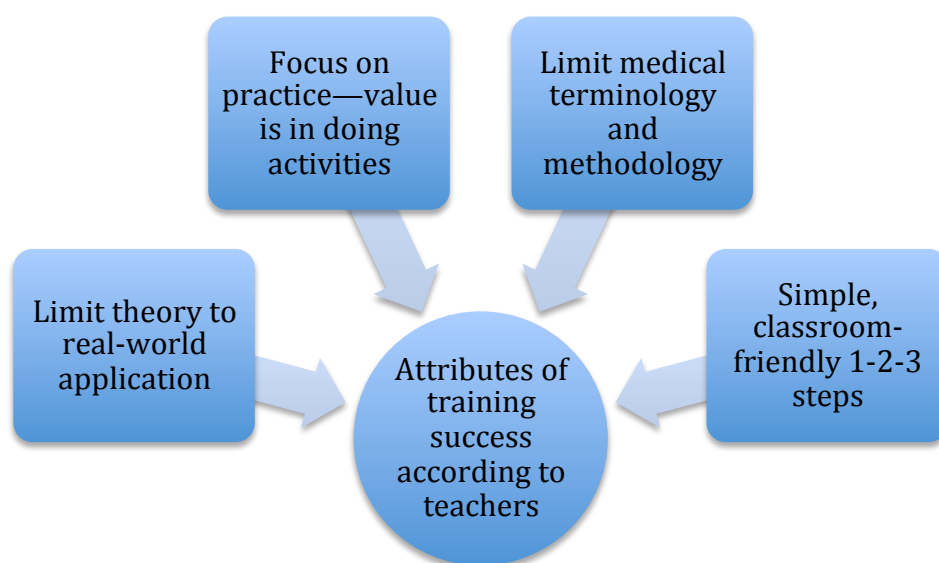 Focus on
practice—value
is in doing
activities
Limit medical
terminology
and
methodology
Limit theory to
real-world
application
Simple,
classroom-
friendly 1-2-3
steps
Attributes of
training
success
according to
teachers